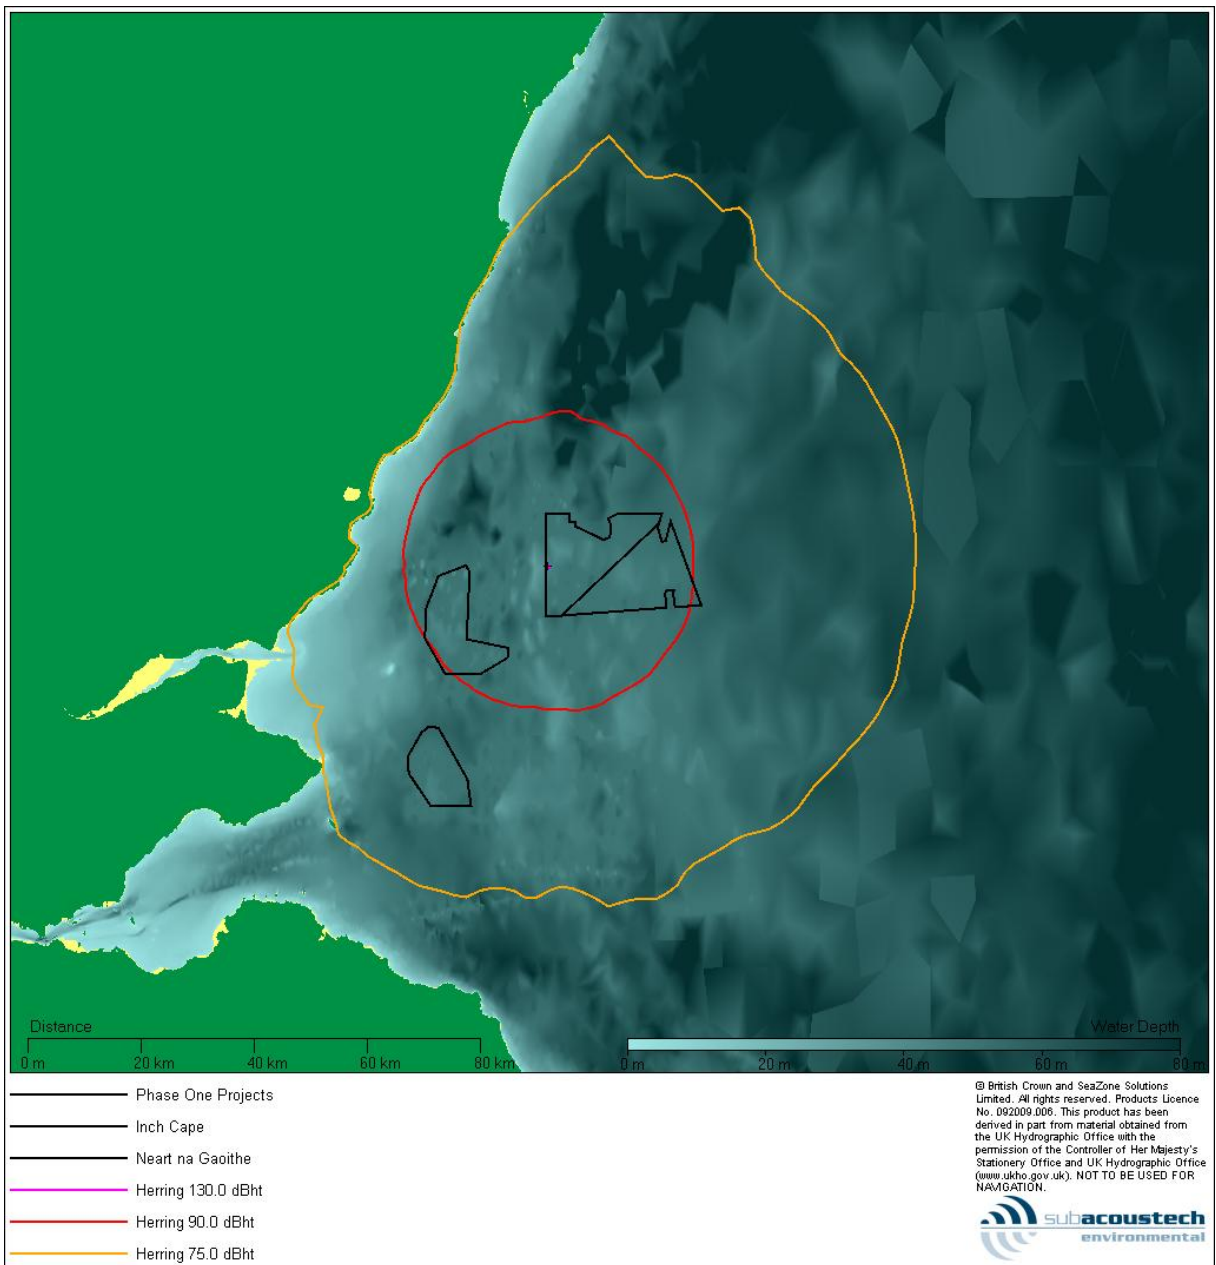 Distance
0 m 20 km 40 km 60 km 80 km
Water Depth
0 m 20 m 40 m 60 m 80 m
Phase One Projects
Inch Cape
Neart na Gaoithe
Herring 130.0 dBht
Herring 90.0 dBht
Herring 75.0 dBht
© British Crown and SeaZone Solutions
Limited. All rights reserved. Products Licence
No. 092009.006. This product has been
derived in part from material obtained from
the UK Hydrographic Office with the
permission of the Controller of Her Majesty's
Stationery Office and UK Hydrographic Office
(www.ukho.gov.uk). NOT TO BE USED FOR
NAVIGATION.
subacoustech
environmental